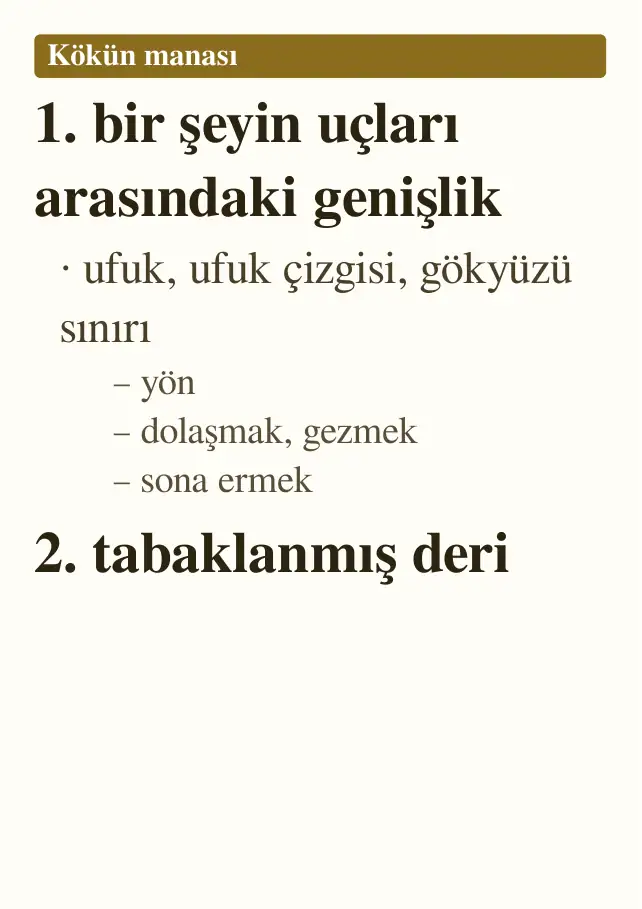 Kökün manası
1. bir şeyin uçları
arasındaki genişlik
· ufuk, ufuk çizgisi, gökyüzü
sınırı
– yön
– dolaşmak, gezmek
– sona ermek
2. tabaklanmış deri